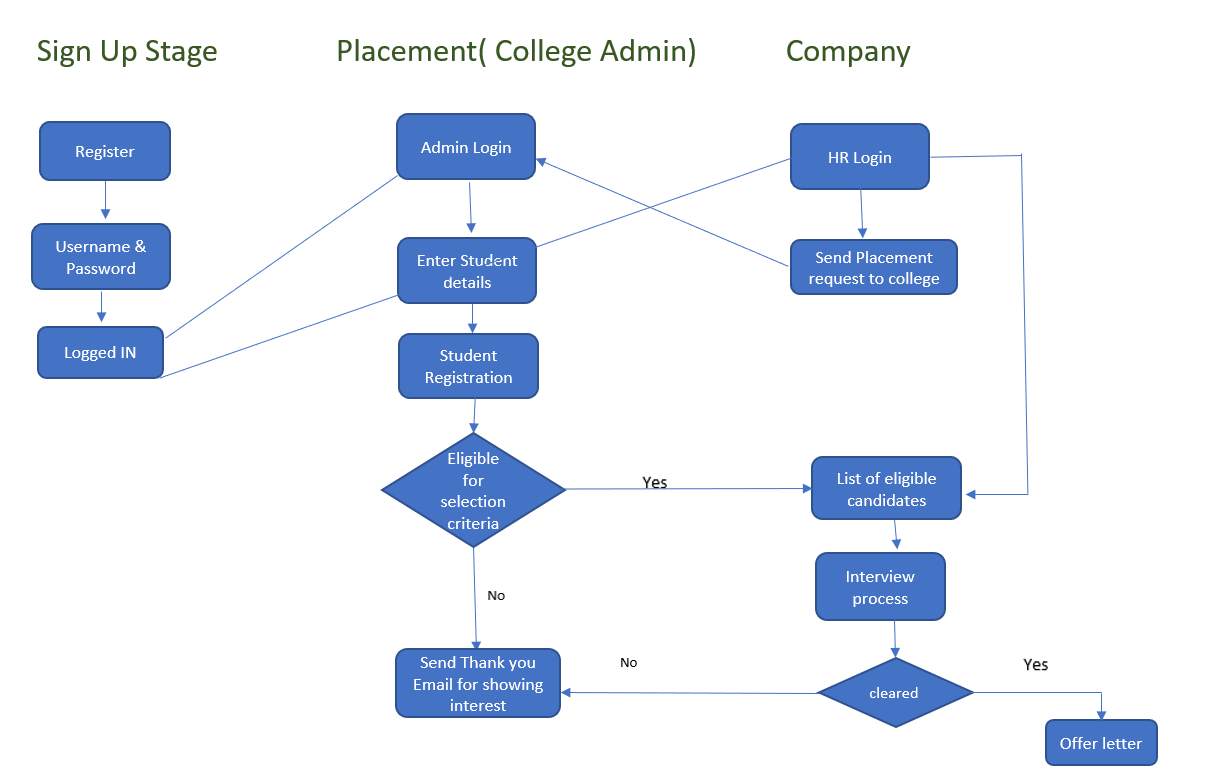 Sign Up Stage
Placement( College Admin)
Company
Register
Username &
Password
Logged IN
Admin Login
Enter Student
details
Student
Registration
Eligible
for
selection
criteria
Yes
No
Send Thank you
Email for showing
interest
HR Login
Send Placement
request to college
List of eligible
candidates
Interview
process
cleared
No
Yes
Offer letter